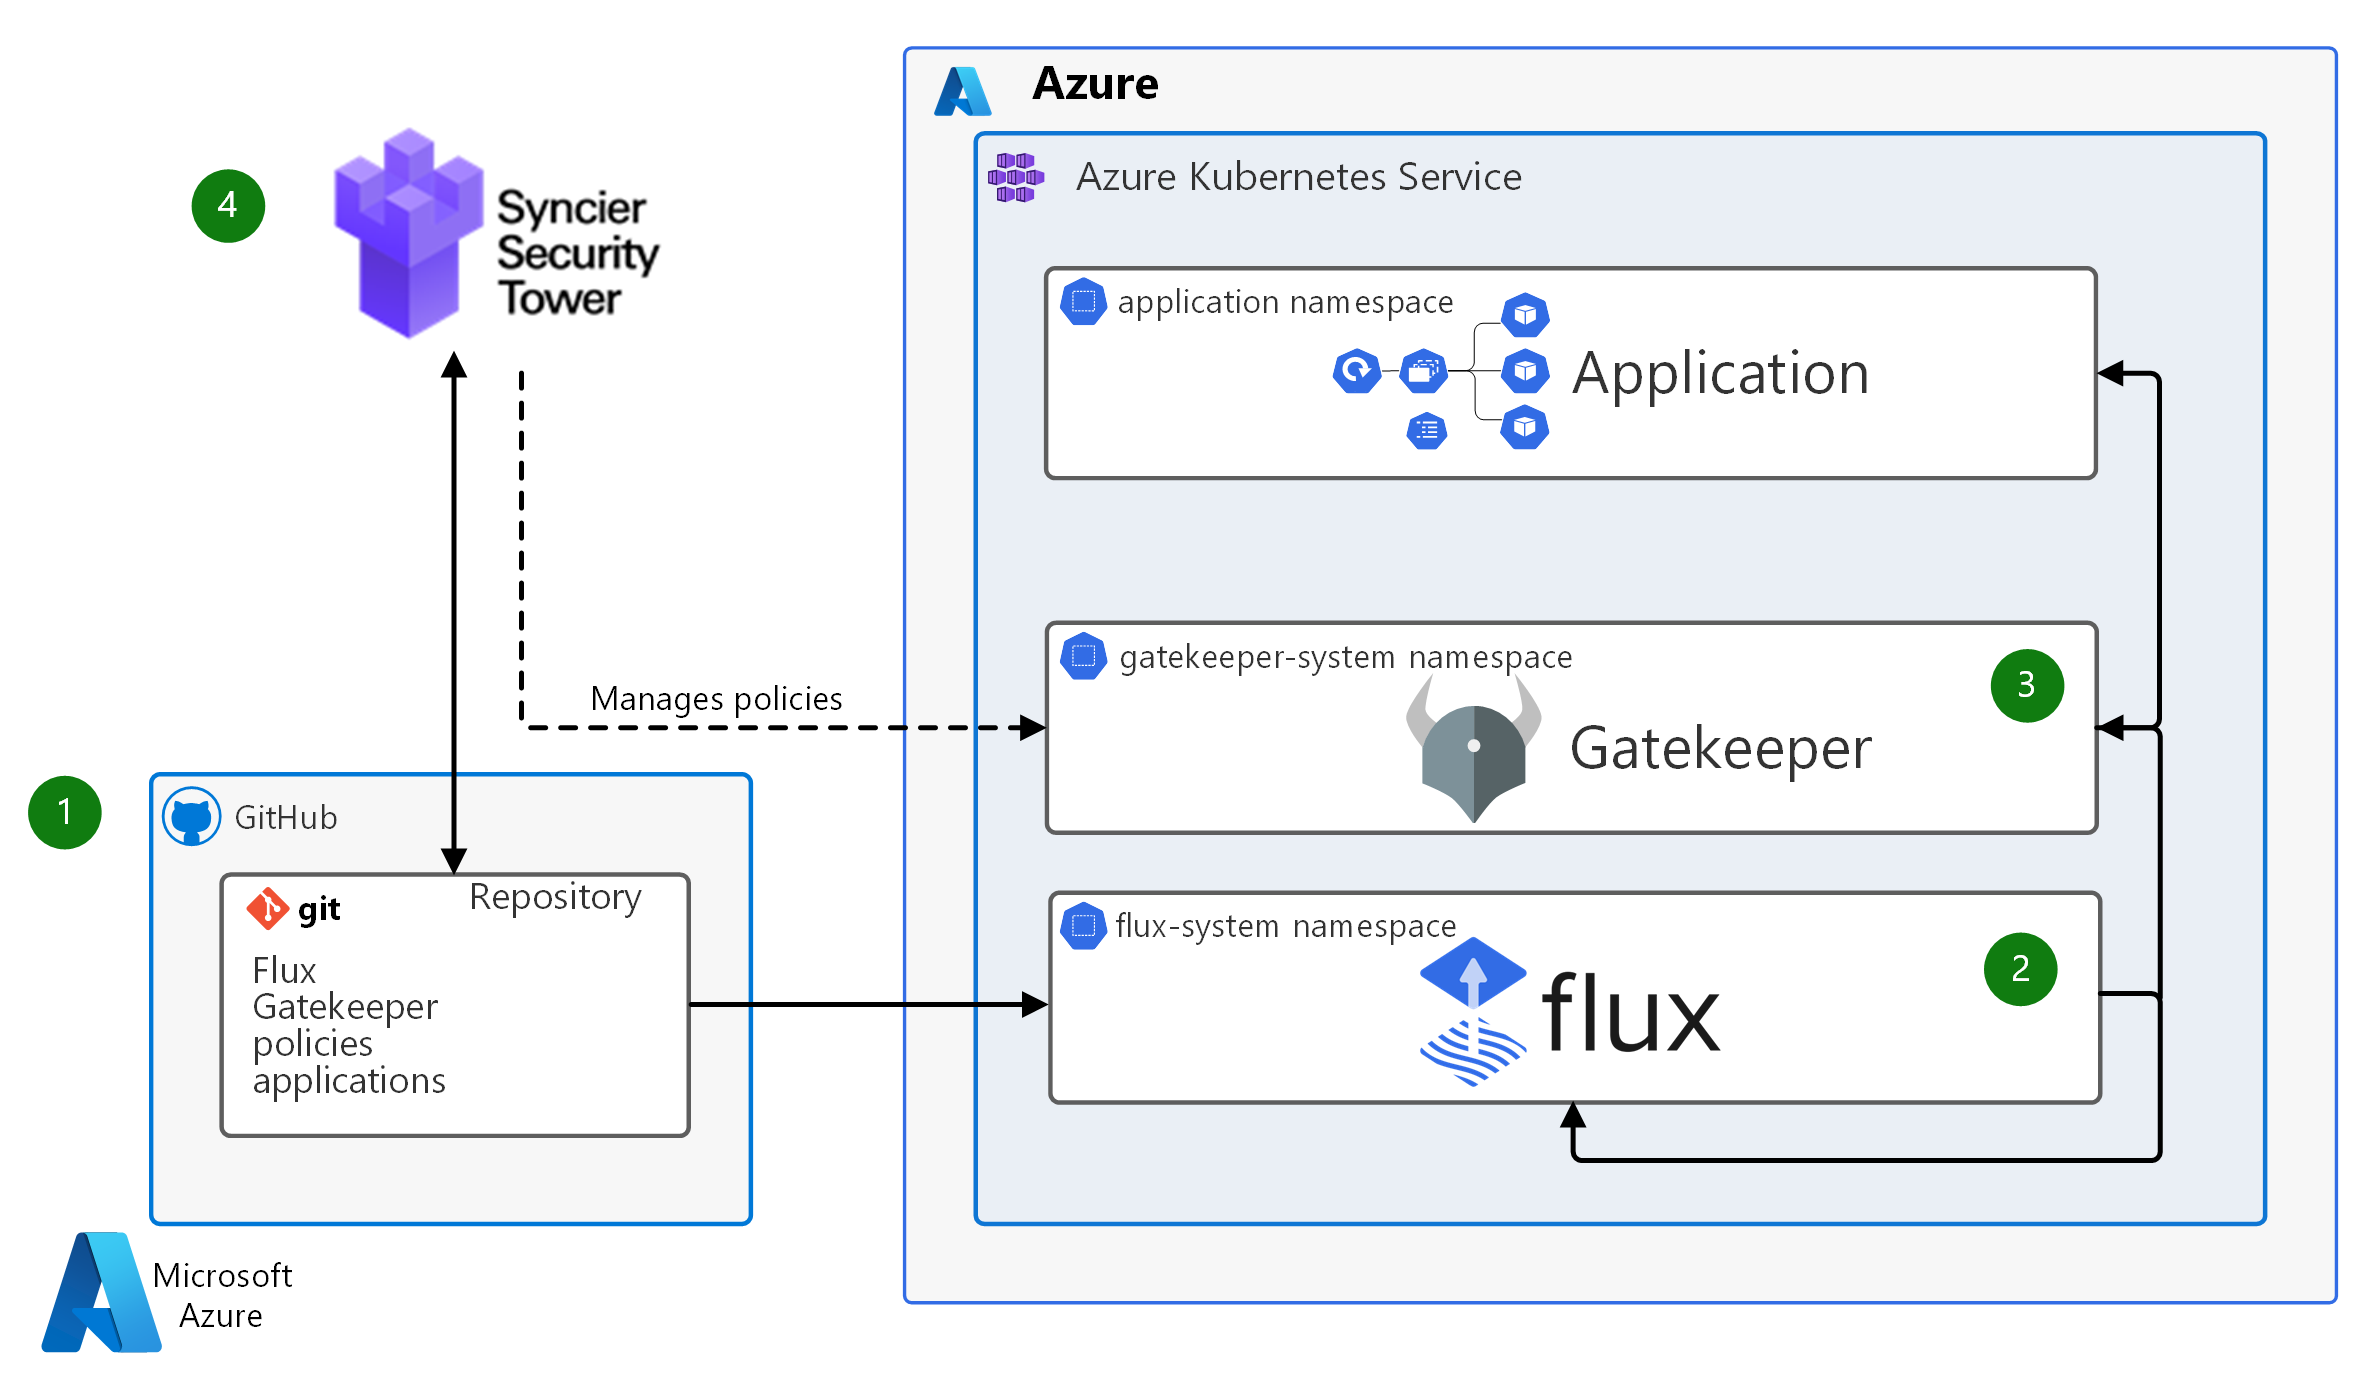 Azure
Azure Kubernetes Service
4
Syncier
Security
Tower
application namespace
Application
gatekeeper-system namespace
3
Manages policies
Gatekeeper
1
GitHub
git
Repository
Flux
Gatekeeper
policies
applications
flux-system namespace
2
flux
Microsoft
Azure